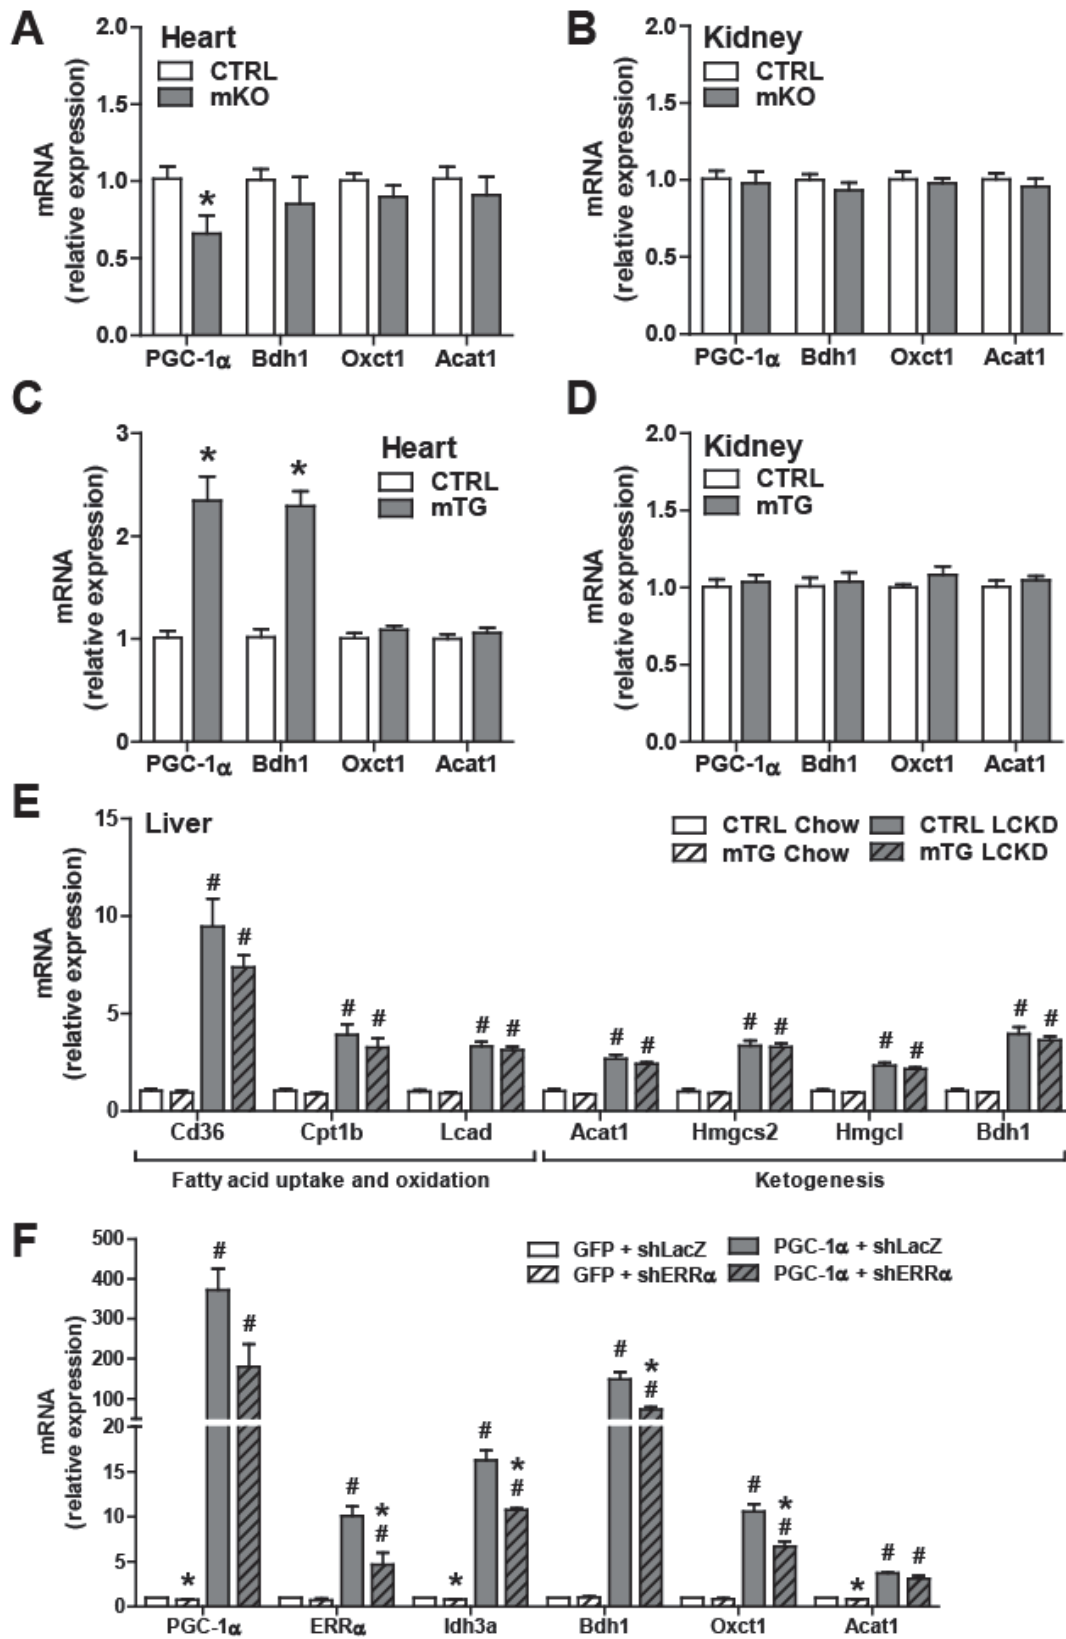 A
Heart
CTRL
mKO
mRNA
(relative expression)
2.0
1.5
1.0
0.5
0.0
*
PGC-1α Bdh1 Oxct1 Acat1
B
Kidney
CTRL
mKO
mRNA
(relative expression)
2.0
1.5
1.0
0.5
0.0
PGC-1α Bdh1 Oxct1 Acat1
C
Heart
CTRL
mTG
mRNA
(relative expression)
3
2
1
0
* *
PGC-1α Bdh1 Oxct1 Acat1
D
Kidney
CTRL
mTG
mRNA
(relative expression)
2.0
1.5
1.0
0.5
0.0
PGC-1α Bdh1 Oxct1 Acat1
E
Liver
CTRL Chow CTRL LCKD
mTG Chow mTG LCKD
mRNA
(relative expression)
15
10
5
0
# # # # # # # # # # # # # #
Cd36 Cpt1b Lcad Acat1 Hmgcs2 Hmgcl Bdh1
Fatty acid uptake and oxidation Ketogenesis
F
GFP + shLacZ PGC-1α + shLacZ
GFP + shERRα PGC-1α + shERRα
mRNA
(relative expression)
500
400
300
200
100
20
15
10
5
0
* # # # * # * # * # # * # # * # * # #
PGC-1α ERRα Idh3a Bdh1 Oxct1 Acat1